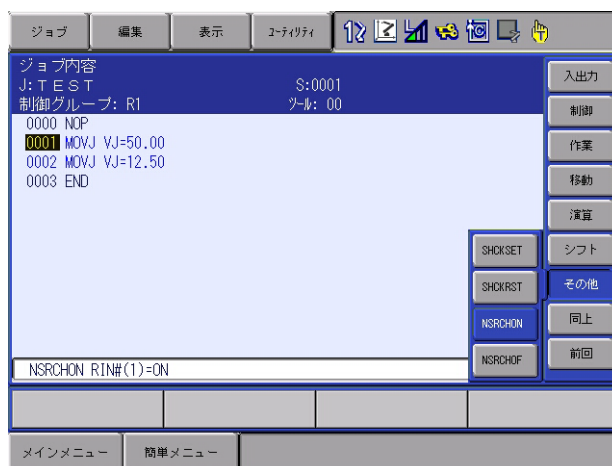 ジョブ
編集
表示
ユーティリティ
ジョブ内容
J:TEST S:0001
制御グループ: R1 ツール: 00
0000 NOP
0001 MOVJ VJ=50.00
0002 MOVJ VJ=12.50
0003 END
入出力
制御
作業
移動
演算
シフト
その他
同上
前回
SHCKSET
SHCKRST
NSRCHON
NSRCHOF
NSRCHON RIN#(1)=ON
メインメニュー
簡単メニュー